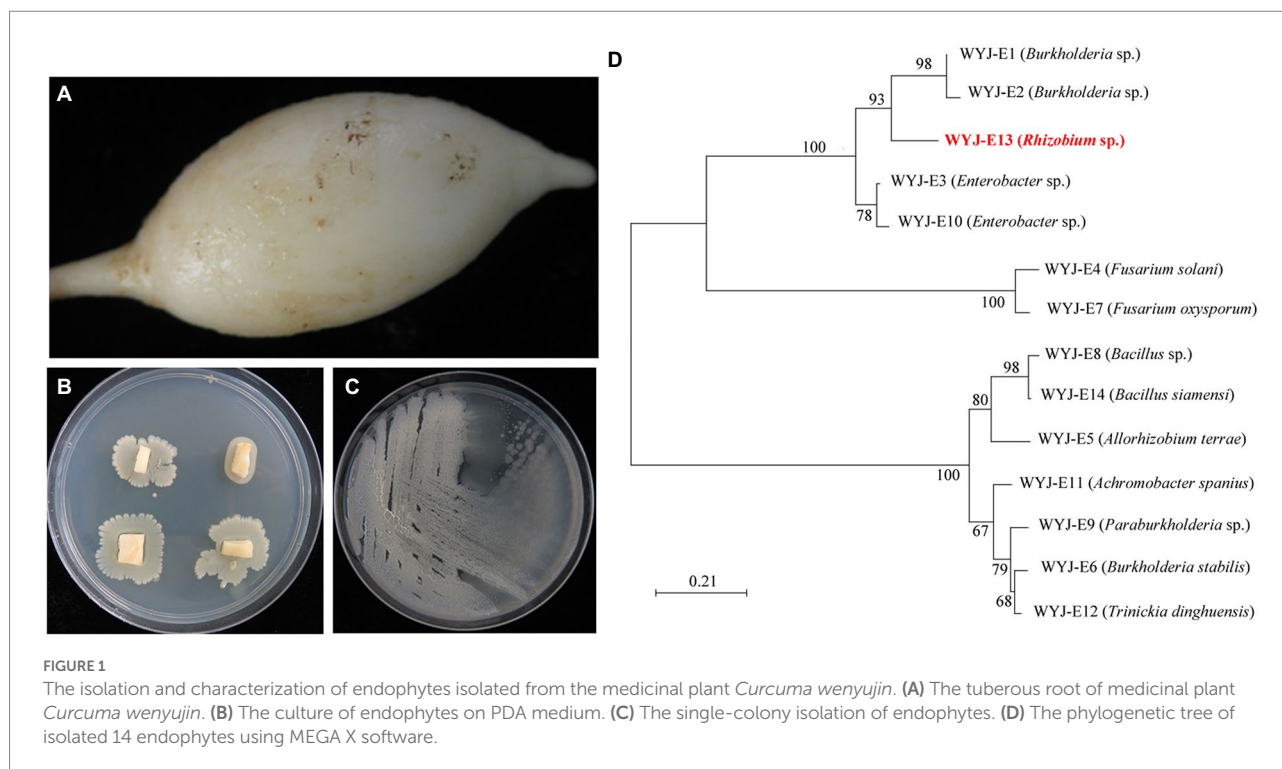 A
B
C
D
98
WYJ-E1 (Burkholderia sp.)
WYJ-E2 (Burkholderia sp.)
93
WYJ-E13 (Rhizobium sp.)
100
WYJ-E3 (Enterobacter sp.)
78
WYJ-E10 (Enterobacter sp.)
WYJ-E4 (Fusarium solani)
100
WYJ-E7 (Fusarium oxysporum)
WYJ-E8 (Bacillus sp.)
98
WYJ-E14 (Bacillus siamensi)
80
WYJ-E5 (Allorhizobium terrae)
100
WYJ-E11 (Achromobacter spanius)
67
WYJ-E9 (Paraburkholderia sp.)
79
WYJ-E6 (Burkholderia stabilis)
68
WYJ-E12 (Trinickia dinghuensis)
0.21
FIGURE 1
The isolation and characterization of endophytes isolated from the medicinal plant Curcuma wenyujin. (A) The tuberous root of medicinal plant
Curcuma wenyujin. (B) The culture of endophytes on PDA medium. (C) The single-colony isolation of endophytes. (D) The phylogenetic tree of
isolated 14 endophytes using MEGA X software.